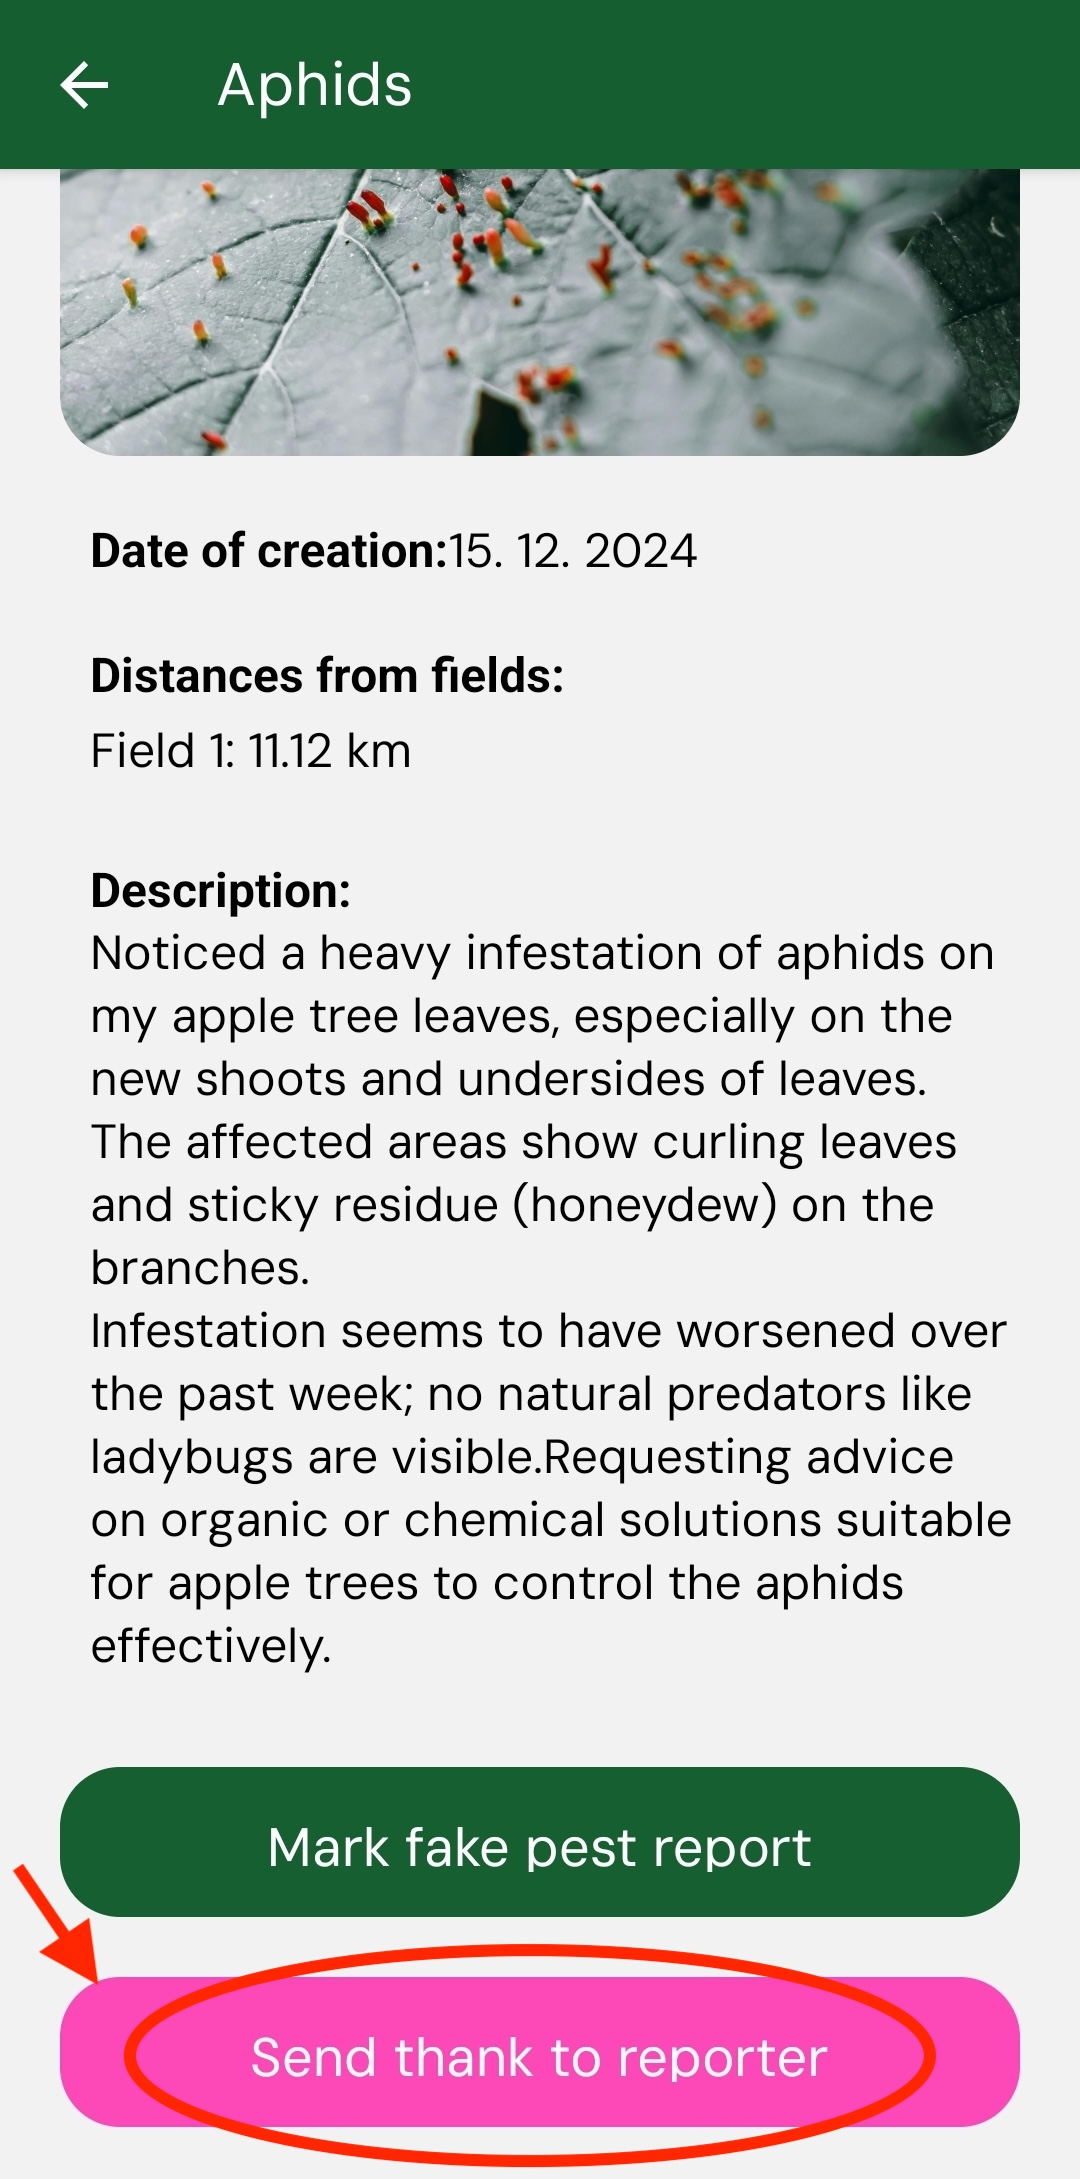 Aphids
Date of creation:15. 12. 2024
Distances from fields:
Field 1: 11.12 km
Description:
Noticed a heavy infestation of aphids on
my apple tree leaves, especially on the
new shoots and undersides of leaves.
The affected areas show curling leaves
and sticky residue (honeydew) on the
branches.
Infestation seems to have worsened over
the past week; no natural predators like
ladybugs are visible.Requesting advice
on organic or chemical solutions suitable
for apple trees to control the aphids
effectively.
Mark fake pest report
Send thank to reporter